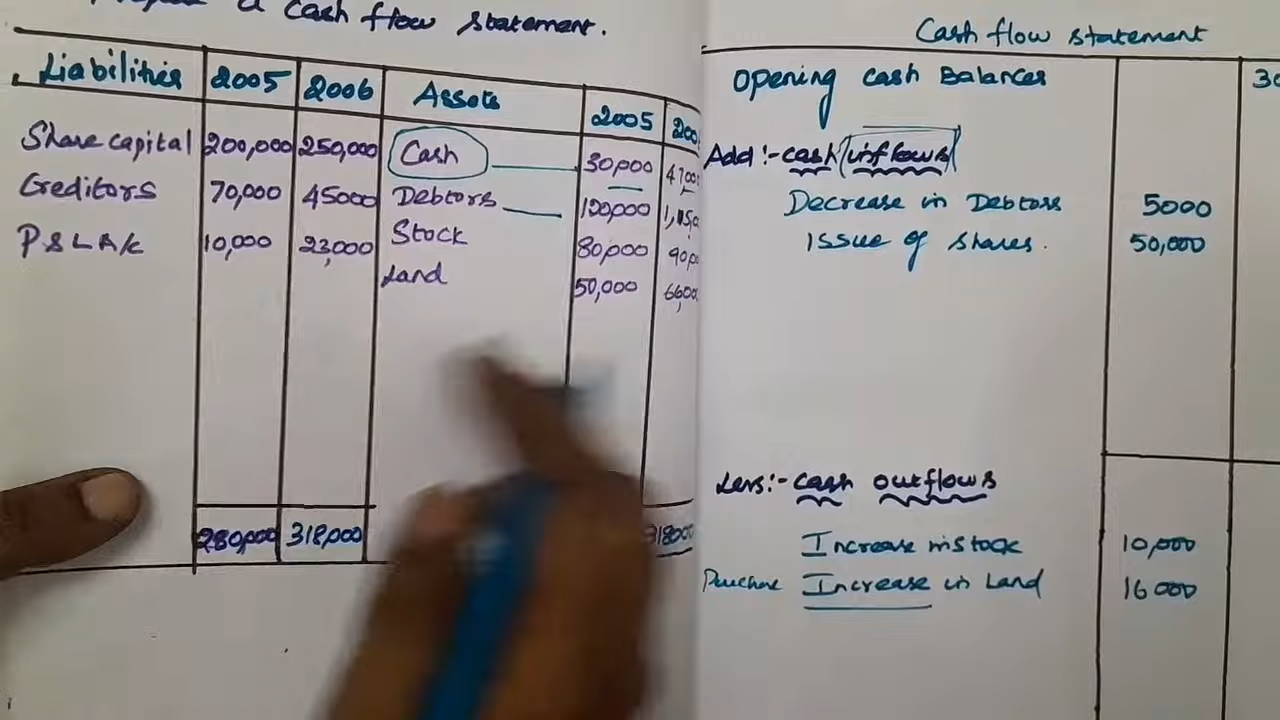 a cash flow statement.
Liabilities 2005 2006 Assets 2005
Share capital 200,000 250,000 Cash 30,000
Creditors 70,000 45000 Debtors 120,000
P & L A/c 10,000 23,000 Stock 80,000
Land 50,000
280,000 318,000 318000
Cash flow statement
Opening cash Balances
Add :- cash inflows
Decrease in Debtors 5000
Issue of shares. 50,000
Less :- cash outflows
Increase in stock 10,000
Purchase Increase in Land 16000